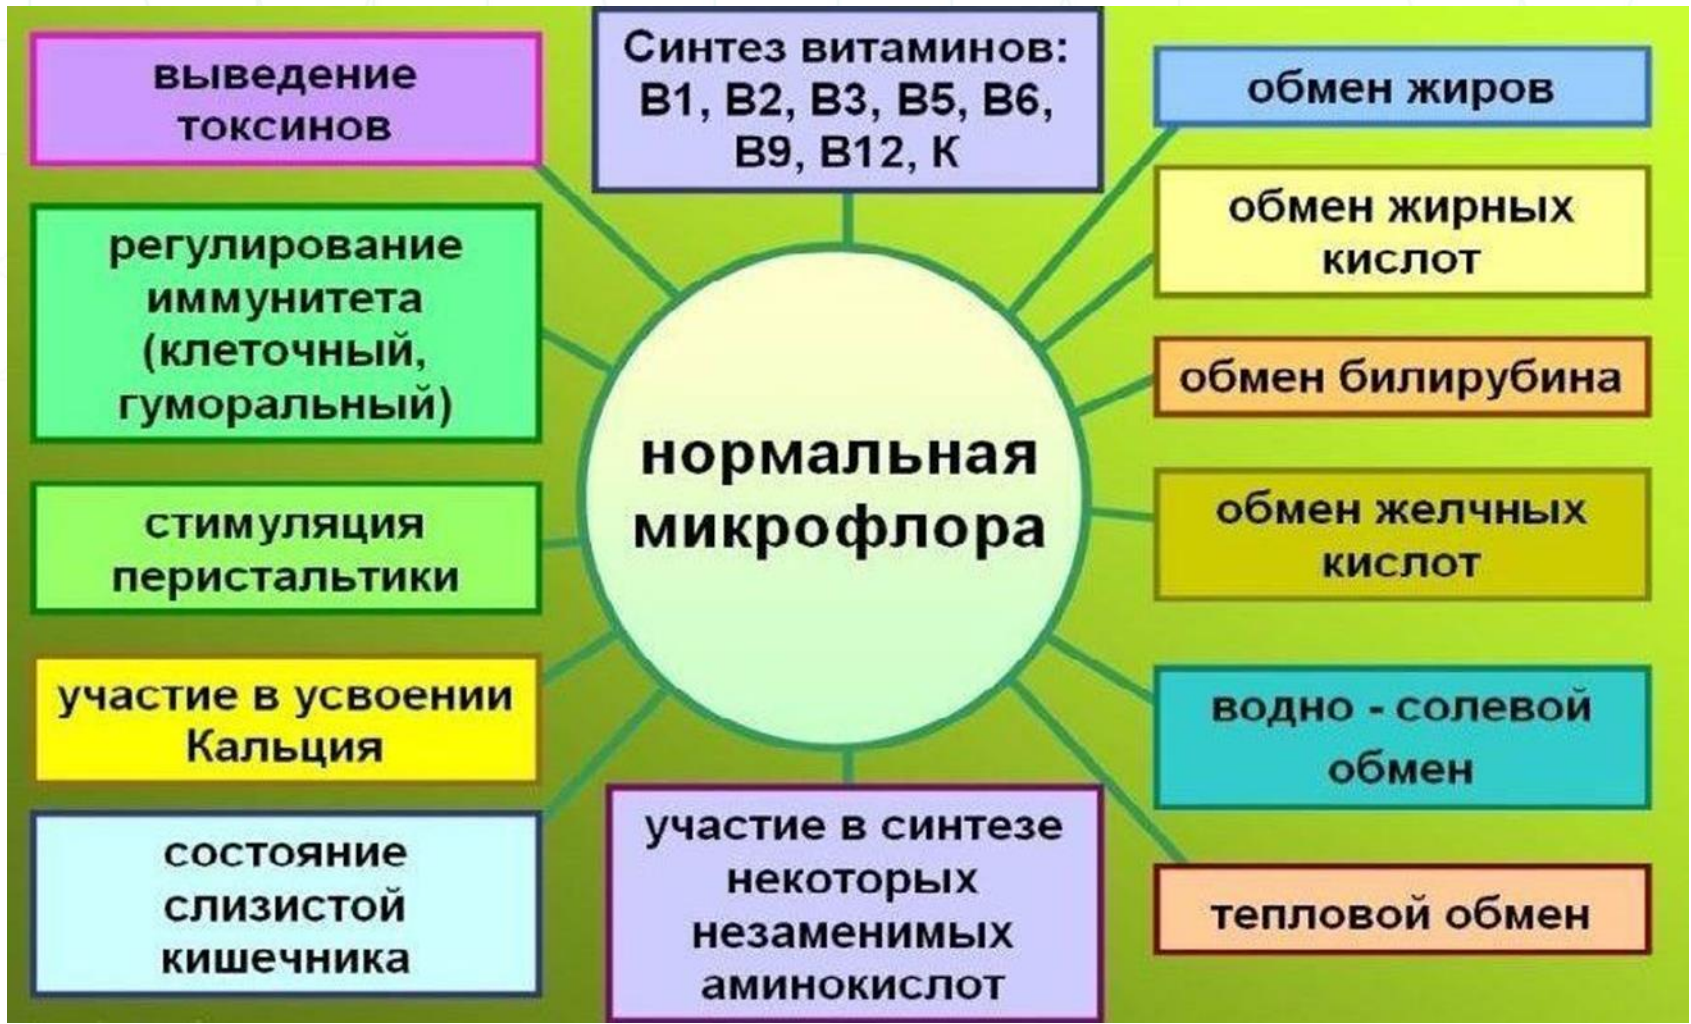 выведение
токсинов
регулирование
иммунитета
(клеточный,
гуморальный)
стимуляция
перистальтики
участие в усвоении
Кальция
состояние
слизистой
кишечника
Синтез витаминов:
В1, В2, В3, В5, В6,
В9, В12, К
нормальная
микрофлора
участие в синтезе
некоторых
незаменимых
аминокислот
обмен жиров
обмен жирных
кислот
обмен билирубина
обмен желчных
кислот
водно - солевой
обмен
тепловой обмен